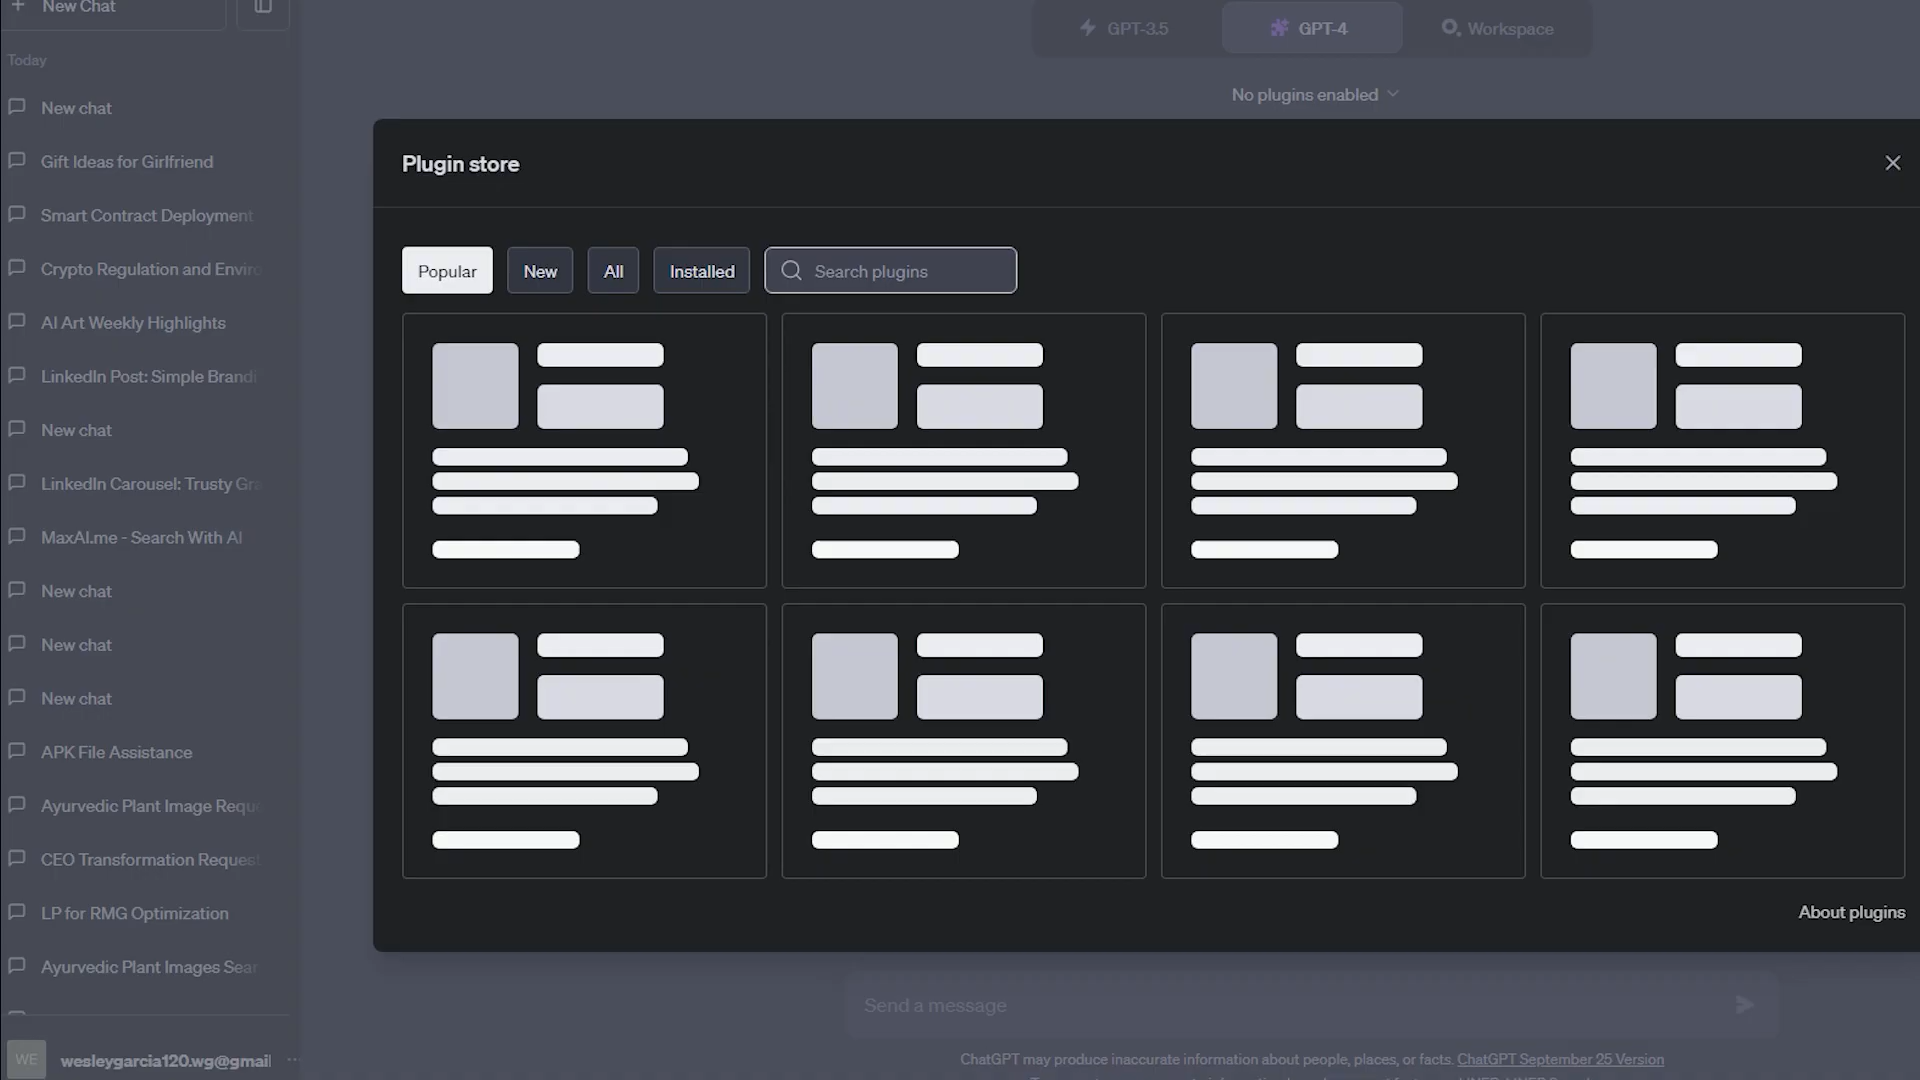 New Chat
Today
New chat
Gift Ideas for Girlfriend
Smart Contract Deployment
Crypto Regulation and Enviro
AI Art Weekly Highlights
LinkedIn Post: Simple Brandi
New chat
LinkedIn Carousel: Trusty Gra
MaxAI.me - Search With AI
New chat
New chat
New chat
APK File Assistance
Ayurvedic Plant Image Reque
CEO Transformation Request
LP for RMG Optimization
Ayurvedic Plant Images Sear
WE wesleygarcia120.wg@gmail
GPT-3.5 GPT-4 Workspace
No plugins enabled
Plugin store
Popular New All Installed Search plugins
About plugins
Send a message
ChatGPT may produce inaccurate information about people, places, or facts. ChatGPT September 25 Version